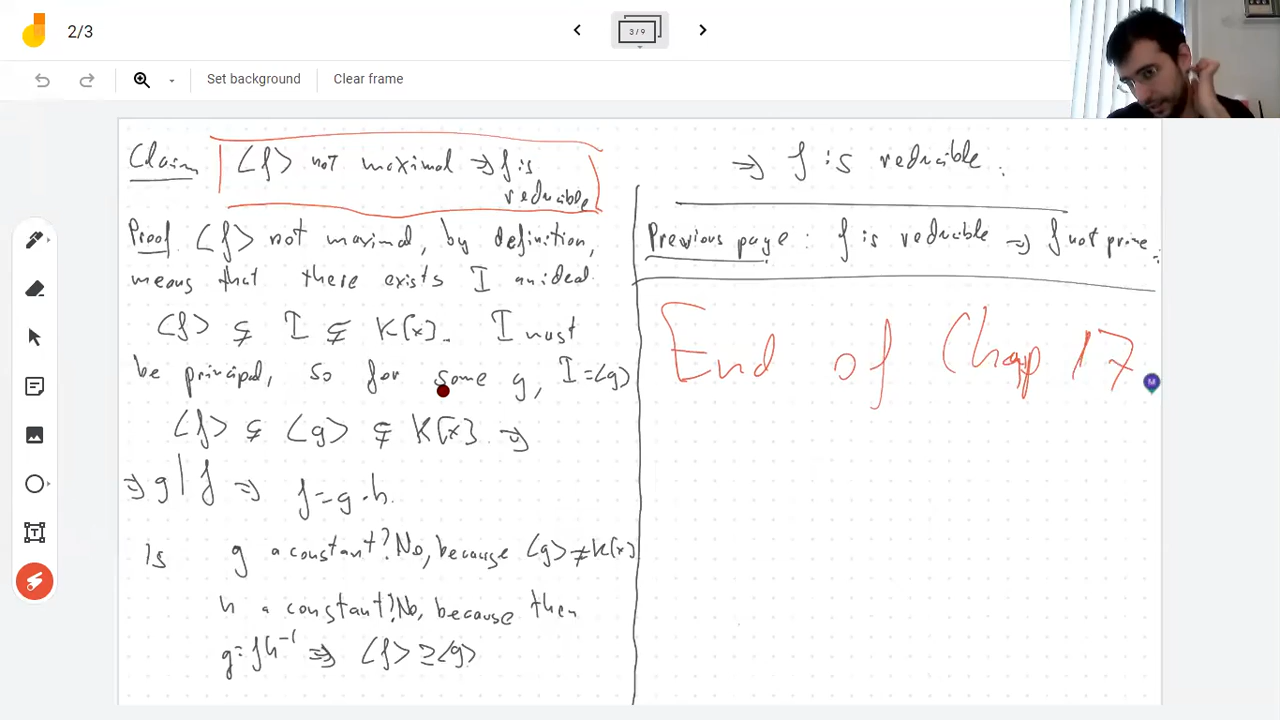 2/3
3 / 9
Set background
Clear frame
Claim ⟨f⟩ not maximal ⇒ f is
reducible
Proof ⟨f⟩ not maximal, by definition,
means that there exists I an ideal
⟨f⟩ ⊊ I ⊊ K[x]. I must
be principal, so for some g, I = ⟨g⟩
⟨f⟩ ⊊ ⟨g⟩ ⊊ K[x] ⇒
⇒ g | f ⇒ f = g · h.
Is g a constant? No, because ⟨g⟩ ≠ K[x]
h a constant? No, because then
g = f h⁻¹ ⇒ ⟨f⟩ ⊇ ⟨g⟩
⇒ f is reducible.
Previous page: f is reducible ⇒ f not prime.
End of Chap 17
M